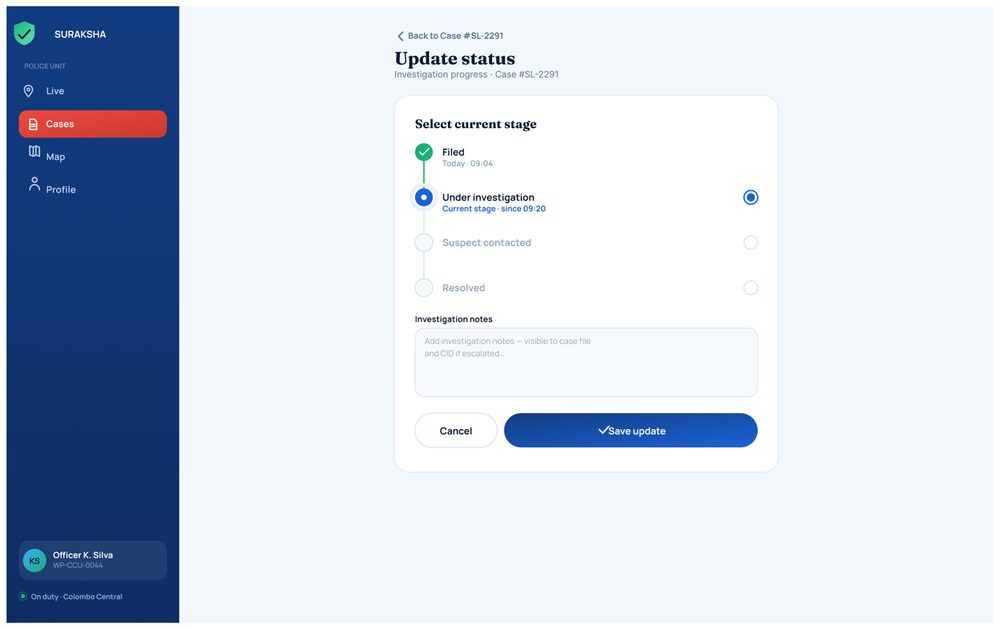 SURAKSHA
POLICE UNIT
Live
Cases
Map
Profile
KS
Officer K. Silva
WP-CCU-0044
On duty · Colombo Central
Back to Case #SL-2291
Update status
Investigation progress · Case #SL-2291
Select current stage
Filed
Today · 09:04
Under investigation
Current stage · since 09:20
Suspect contacted
Resolved
Investigation notes
Add investigation notes — visible to case file
and CID if escalated...
Cancel
Save update